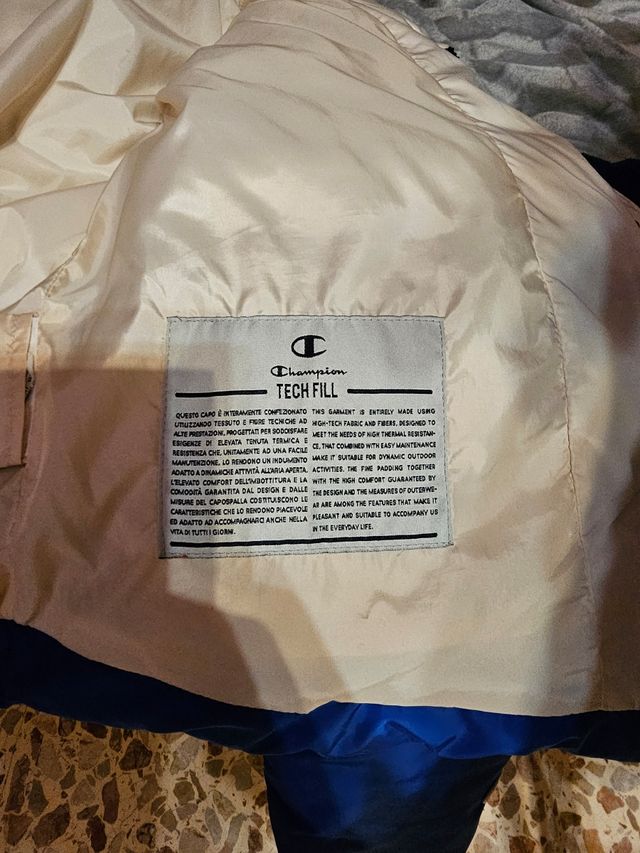 Champion
TECH FILL
QUESTO CAPO È INTERAMENTE CONFEZIONATO
UTILIZZANDO TESSUTO E FIBRE TECNICHE AD
ALTE PRESTAZIONI, PROGETTATI PER SODDISFARE
ESIGENZE DI ELEVATA TENUTA TERMICA E
RESISTENZA CHE, UNITAMENTE AD UNA FACILE
MANUTENZIONE, LO RENDONO UN INDUMENTO
ADATTO A DINAMICHE ATTIVITÀ ALL'ARIA APERTA.
L'ELEVATO COMFORT DELL'IMBOTTITURA E LA
COMODITÀ GARANTITA DAL DESIGN E DALLE
MISURE DEL CAPOSPALLA COSTITUISCONO LE
CARATTERISTICHE CHE LO RENDONO PIACEVOLE
ED ADATTO AD ACCOMPAGNARCI ANCHE NELLA
VITA DI TUTTI I GIORNI.
THIS GARMENT IS ENTIRELY MADE USING
HIGH-TECH FABRIC AND FIBERS, DESIGNED TO
MEET THE NEEDS OF HIGH THERMAL RESISTAN-
CE, THAT COMBINED WITH EASY MAINTENANCE
MAKE IT SUITABLE FOR DYNAMIC OUTDOOR
ACTIVITIES. THE FINE PADDING TOGETHER
WITH THE HIGH COMFORT GUARANTEED BY
THE DESIGN AND THE MEASURES OF OUTERWE-
AR ARE AMONG THE FEATURES THAT MAKE IT
PLEASANT AND SUITABLE TO ACCOMPANY US
IN THE EVERYDAY LIFE.